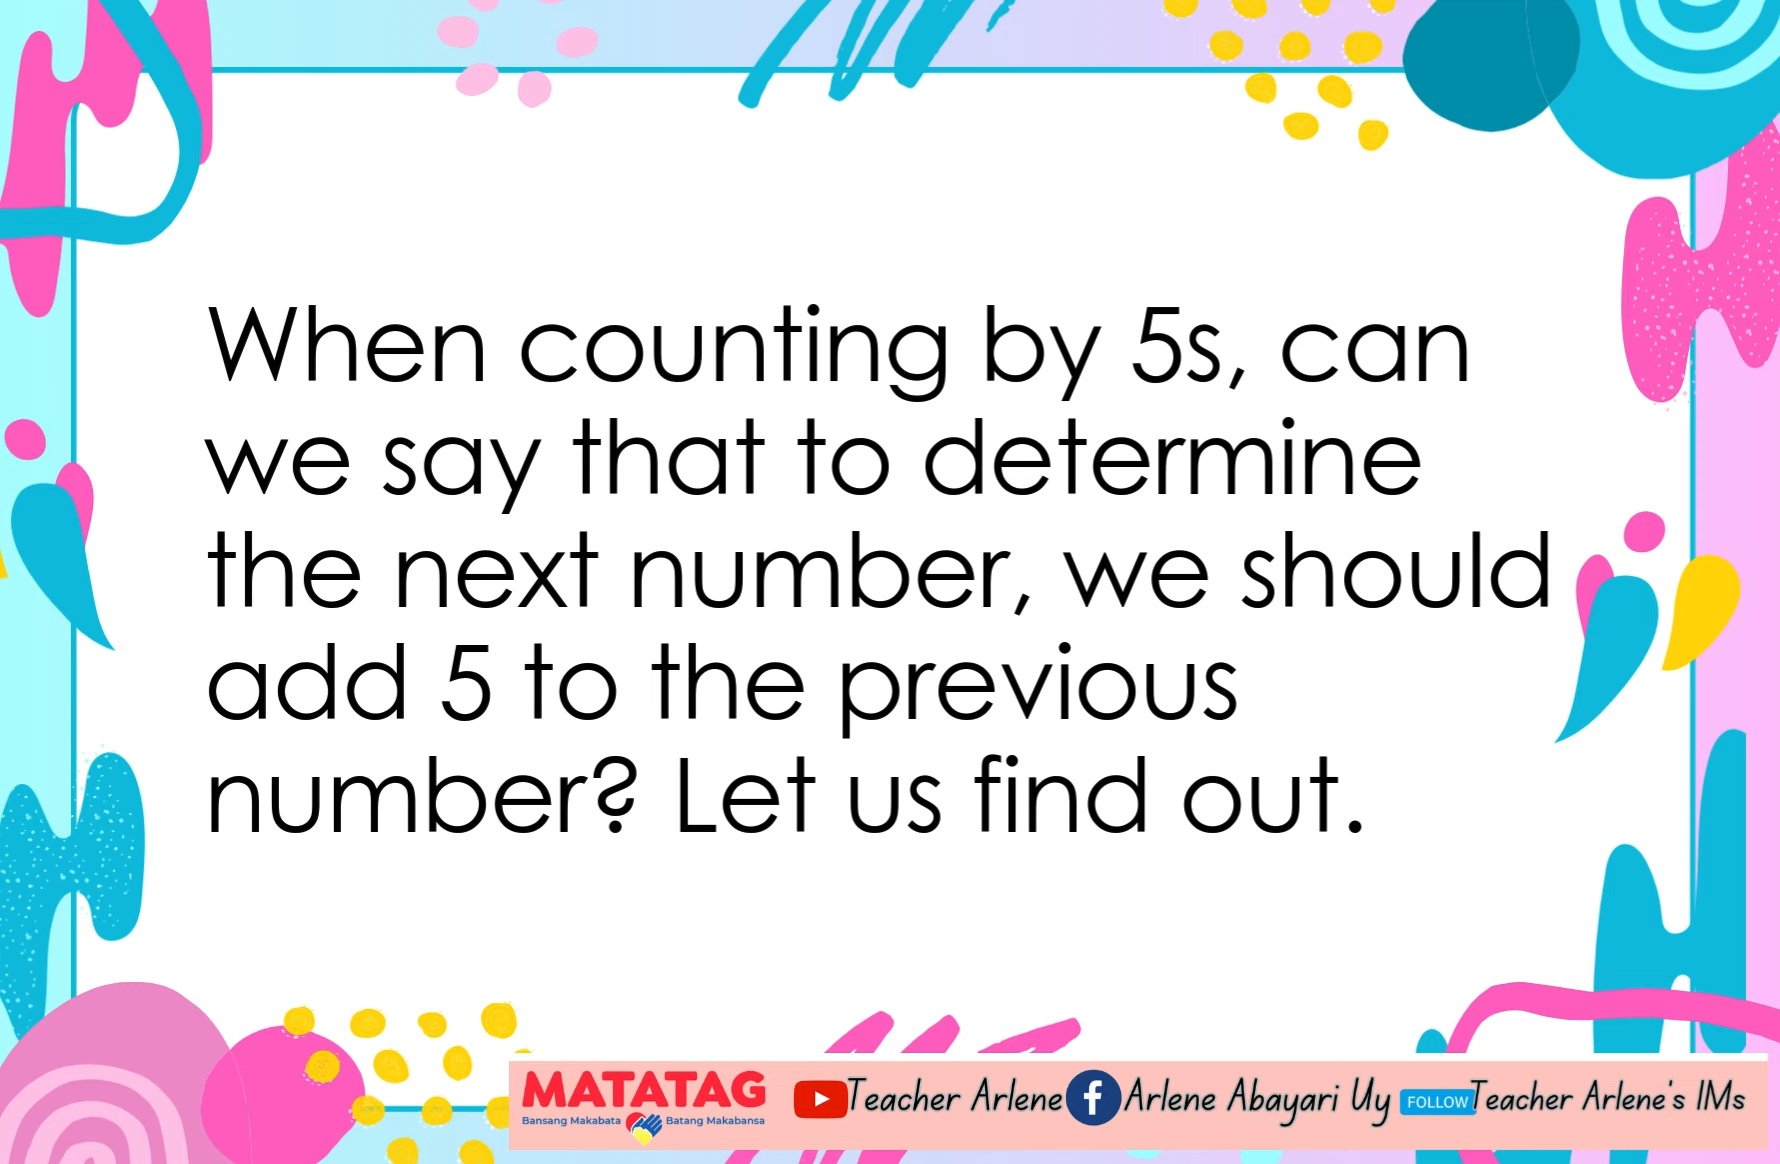 When counting by 5s, can
we say that to determine
the next number, we should
add 5 to the previous
number? Let us find out.
MATATAG
Bansang Makabata Batang Makabansa
Teacher Arlene
Arlene Abayari Uy
FOLLOW
Teacher Arlene's IMs